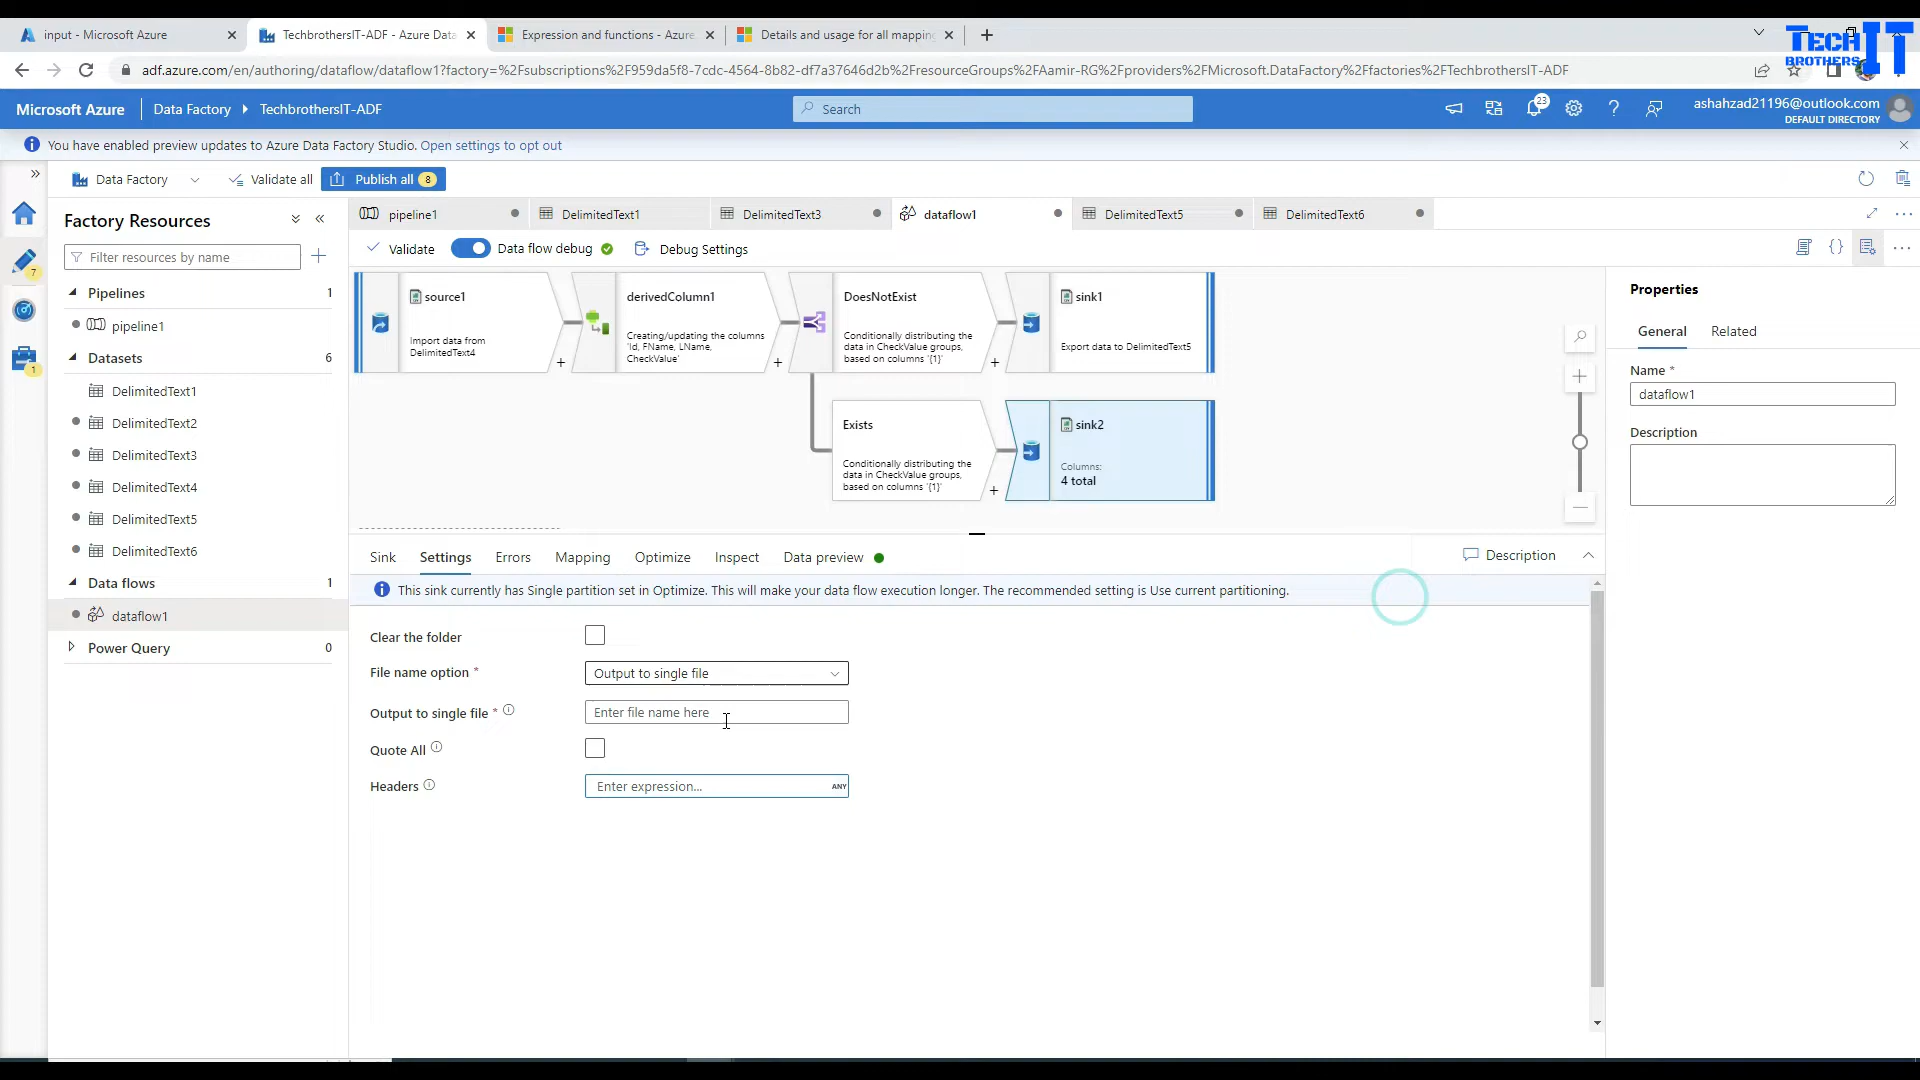 input - Microsoft Azure
TechbrothersIT-ADF - Azure Data
Expression and functions - Azure
Details and usage for all mapping
TECH
BROTHERS
IT
adf.azure.com/en/authoring/dataflow/dataflow1?factory=%2Fsubscriptions%2F959da5f8-7cdc-4564-8b82-df7a37646d2b%2FresourceGroups%2FAamir-RG%2Fproviders%2FMicrosoft.DataFactory%2Ffactories%2FTechbrothersIT-ADF
Microsoft Azure
Data Factory
TechbrothersIT-ADF
Search
23
ashahzad21196@outlook.com
DEFAULT DIRECTORY
You have enabled preview updates to Azure Data Factory Studio. Open settings to opt out
Data Factory
Validate all
Publish all 8
7
1
Factory Resources
Filter resources by name
Pipelines 1
pipeline1
Datasets 6
DelimitedText1
DelimitedText2
DelimitedText3
DelimitedText4
DelimitedText5
DelimitedText6
Data flows 1
dataflow1
Power Query 0
pipeline1
DelimitedText1
DelimitedText3
dataflow1
DelimitedText5
DelimitedText6
Validate
Data flow debug
Debug Settings
source1
Import data from
DelimitedText4
derivedColumn1
Creating/updating the columns
'Id, FName, LName,
CheckValue'
DoesNotExist
Conditionally distributing the
data in CheckValue groups,
based on columns '{1}'
sink1
Export data to DelimitedText5
Exists
Conditionally distributing the
data in CheckValue groups,
based on columns '{1}'
sink2
Columns:
4 total
Sink
Settings
Errors
Mapping
Optimize
Inspect
Data preview
Description
This sink currently has Single partition set in Optimize. This will make your data flow execution longer. The recommended setting is Use current partitioning.
Clear the folder
File name option *
Output to single file
Output to single file *
Enter file name here
Quote All
Headers
Enter expression...
ANY
Properties
General
Related
Name *
dataflow1
Description